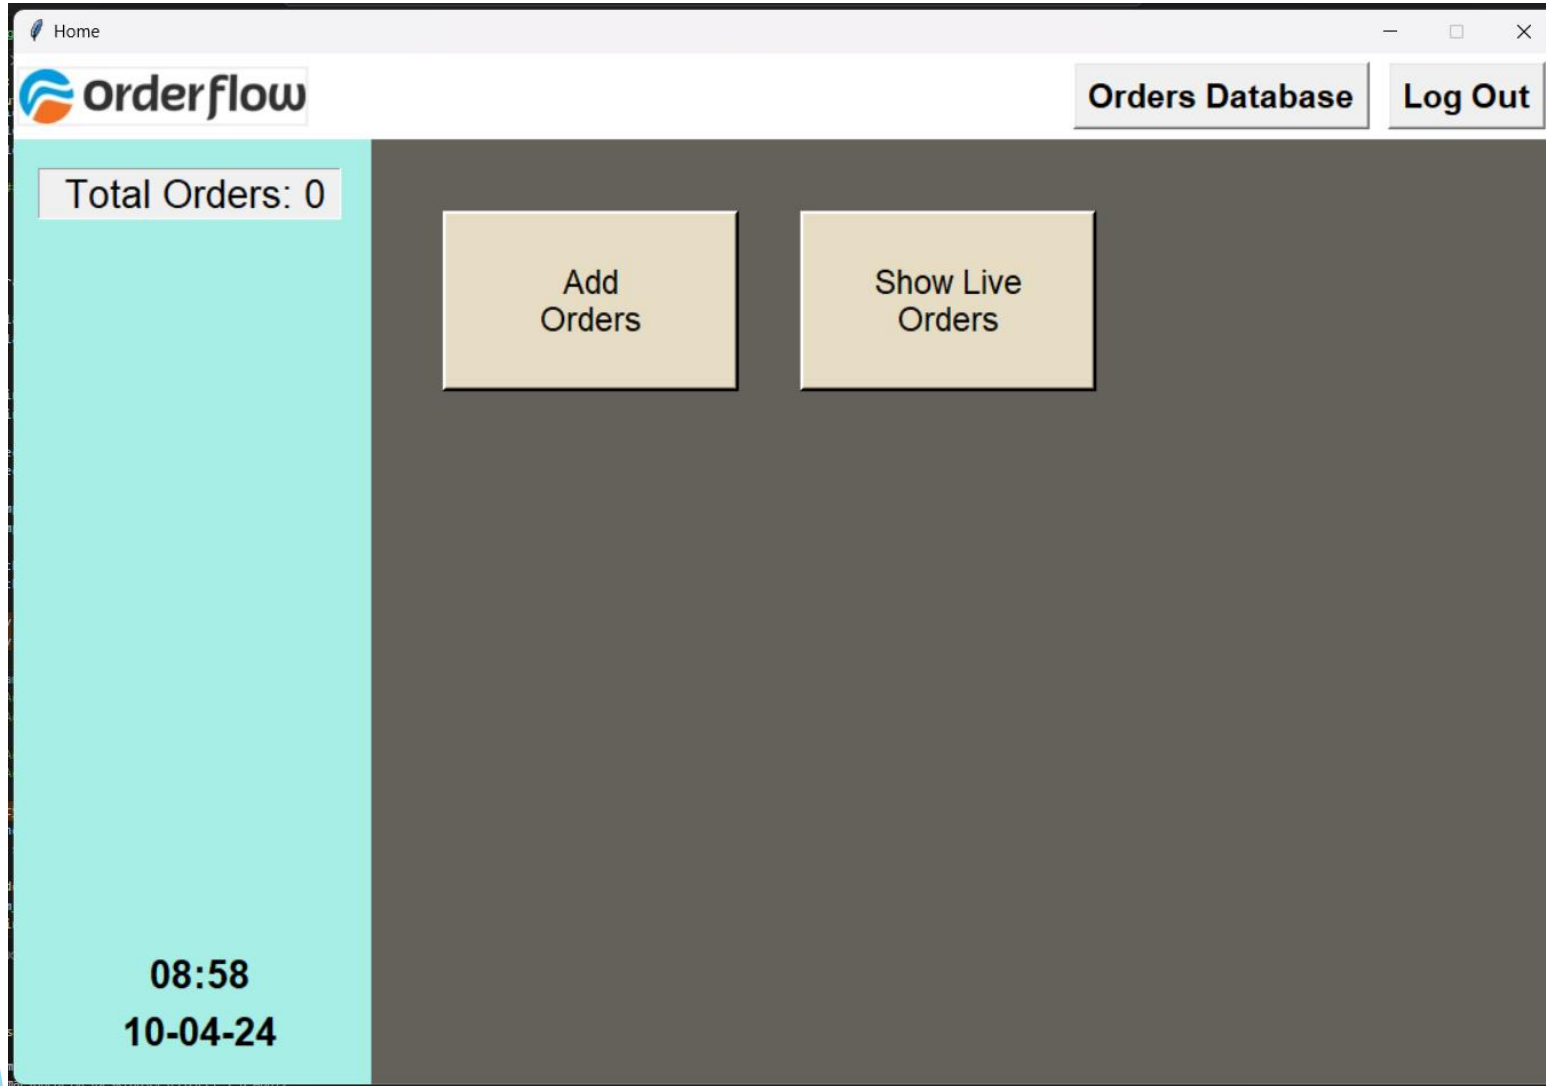 Home
Orderflow
Orders Database
Log Out
Total Orders: 0
Add
Orders
Show Live
Orders
08:58
10-04-24